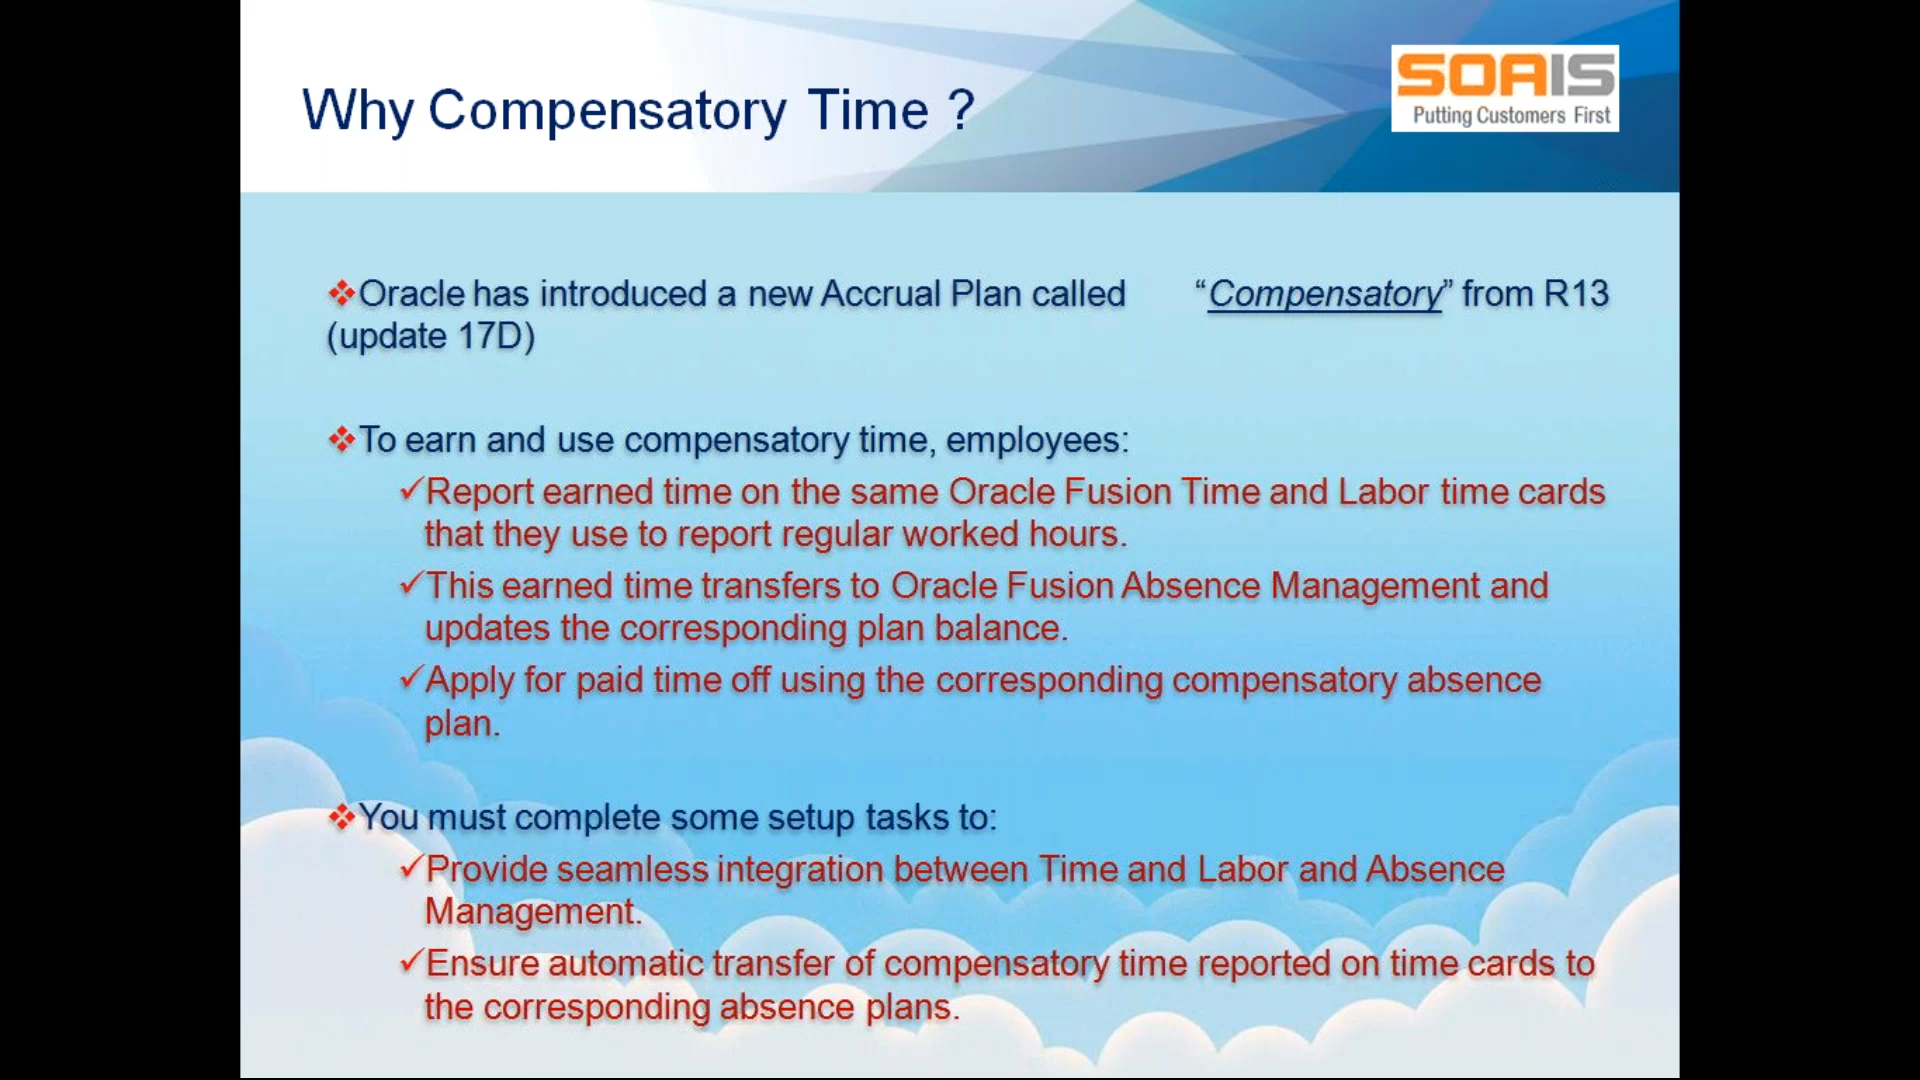 Why Compensatory Time ?
SOAIS
Putting Customers First
❖Oracle has introduced a new Accrual Plan called “Compensatory” from R13
(update 17D)
❖To earn and use compensatory time, employees:
✓Report earned time on the same Oracle Fusion Time and Labor time cards
that they use to report regular worked hours.
✓This earned time transfers to Oracle Fusion Absence Management and
updates the corresponding plan balance.
✓Apply for paid time off using the corresponding compensatory absence
plan.
❖You must complete some setup tasks to:
✓Provide seamless integration between Time and Labor and Absence
Management.
✓Ensure automatic transfer of compensatory time reported on time cards to
the corresponding absence plans.